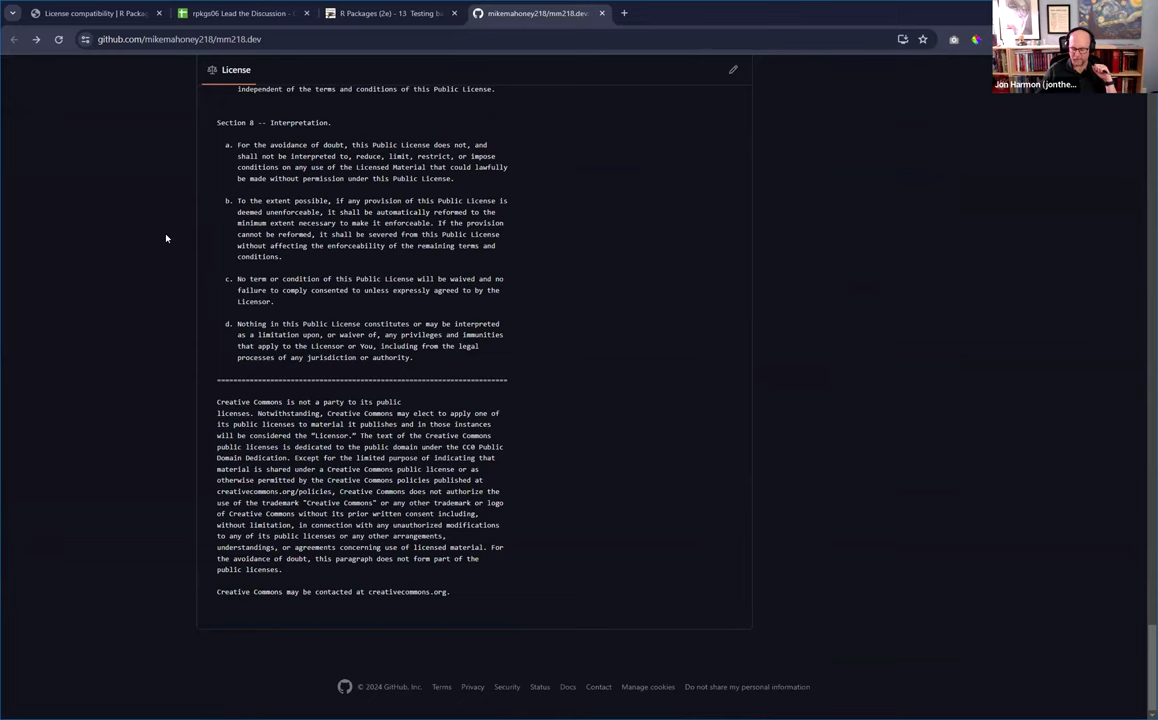 License compatibility | R Packa
rpkgs06 Lead the Discussion -
R Packages (2e) - 13 Testing ba
mikemahoney218/mm218.dev:
github.com/mikemahoney218/mm218.dev
Jon Harmon (jonthe...
License
independent of the terms and conditions of this Public License.
Section 8 -- Interpretation.
a. For the avoidance of doubt, this Public License does not, and
shall not be interpreted to, reduce, limit, restrict, or impose
conditions on any use of the Licensed Material that could lawfully
be made without permission under this Public License.
b. To the extent possible, if any provision of this Public License is
deemed unenforceable, it shall be automatically reformed to the
minimum extent necessary to make it enforceable. If the provision
cannot be reformed, it shall be severed from this Public License
without affecting the enforceability of the remaining terms and
conditions.
c. No term or condition of this Public License will be waived and no
failure to comply consented to unless expressly agreed to by the
Licensor.
d. Nothing in this Public License constitutes or may be interpreted
as a limitation upon, or waiver of, any privileges and immunities
that apply to the Licensor or You, including from the legal
processes of any jurisdiction or authority.
=======================================================================
Creative Commons is not a party to its public
licenses. Notwithstanding, Creative Commons may elect to apply one of
its public licenses to material it publishes and in those instances
will be considered the “Licensor.” The text of the Creative Commons
public licenses is dedicated to the public domain under the CC0 Public
Domain Dedication. Except for the limited purpose of indicating that
material is shared under a Creative Commons public license or as
otherwise permitted by the Creative Commons policies published at
creativecommons.org/policies, Creative Commons does not authorize the
use of the trademark "Creative Commons" or any other trademark or logo
of Creative Commons without its prior written consent including,
without limitation, in connection with any unauthorized modifications
to any of its public licenses or any other arrangements,
understandings, or agreements concerning use of licensed material. For
the avoidance of doubt, this paragraph does not form part of the
public licenses.
Creative Commons may be contacted at creativecommons.org.
© 2024 GitHub, Inc. Terms Privacy Security Status Docs Contact Manage cookies Do not share my personal information